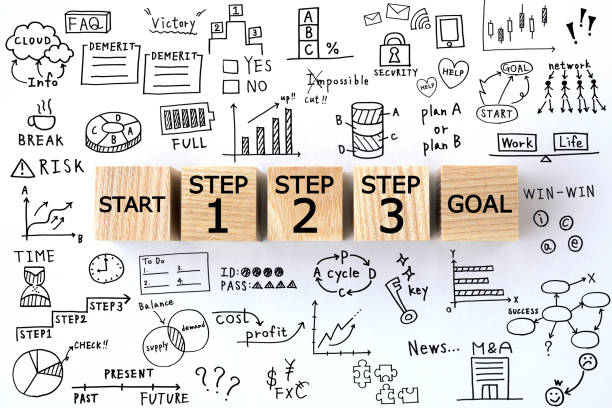 CLOUD
Info
FAQ
DEMERIT
Victory
DEMERIT
1
2
3
YES
NO
A
B
C
%
Impossible
cut!!
SECURITY
HELP
HELP
GOAL
START
!!!
network
BREAK
C
A
D
FULL
up!!
A
B
C
D
plan A
or
plan B
Work
Life
RISK
START
STEP
1
STEP
2
STEP
3
GOAL
WIN-WIN
i
c
a
e
A
B
TIME
To Do
1.
2.
3.
4.
ID:
PASS:
P
A cycle D
C
key
Y
X
STEP1
STEP2
STEP3
Balance
supply
demand
cost
profit
SUCCESS
?
CHECK!!
PRESENT
PAST
FUTURE
???
$ ¥
FX €
News...
M&A
W